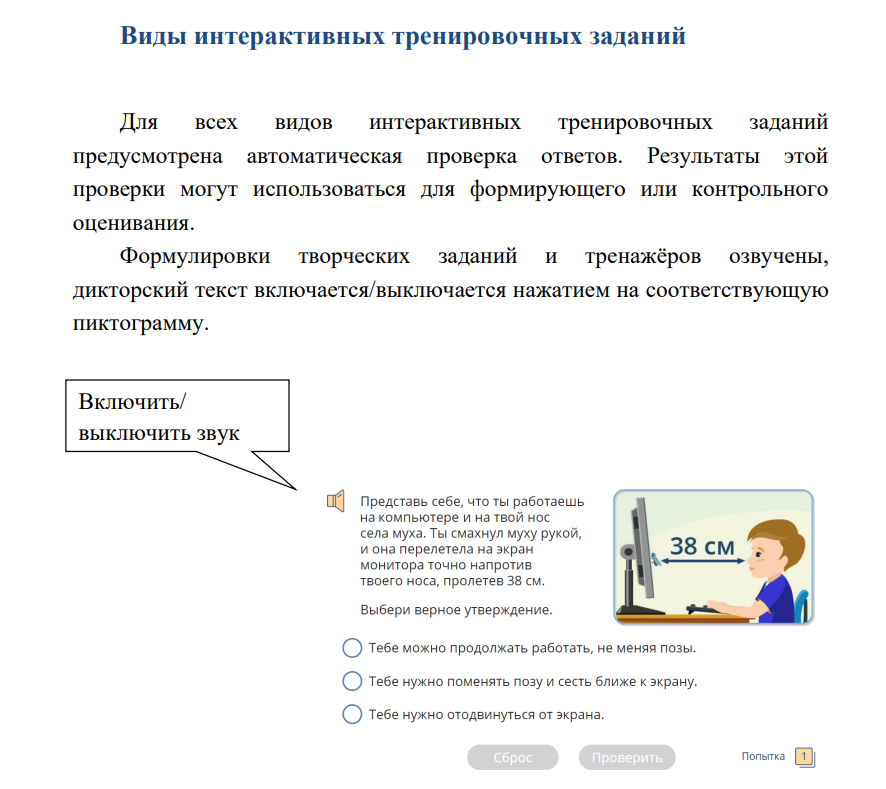 Виды интерактивных тренировочных заданий
Для всех видов интерактивных тренировочных заданий
предусмотрена автоматическая проверка ответов. Результаты этой
проверки могут использоваться для формирующего или контрольного
оценивания.
Формулировки творческих заданий и тренажёров озвучены,
дикторский текст включается/выключается нажатием на соответствующую
пиктограмму.
Включить/
выключить звук
Представь себе, что ты работаешь
на компьютере и на твой нос
села муха. Ты смахнул муху рукой,
и она перелетела на экран
монитора точно напротив
твоего носа, пролетев 38 см.
38 см
Выбери верное утверждение.
Тебе можно продолжать работать, не меняя позы.
Тебе нужно поменять позу и сесть ближе к экрану.
Тебе нужно отодвинуться от экрана.
Сброс Проверить Попытка 1